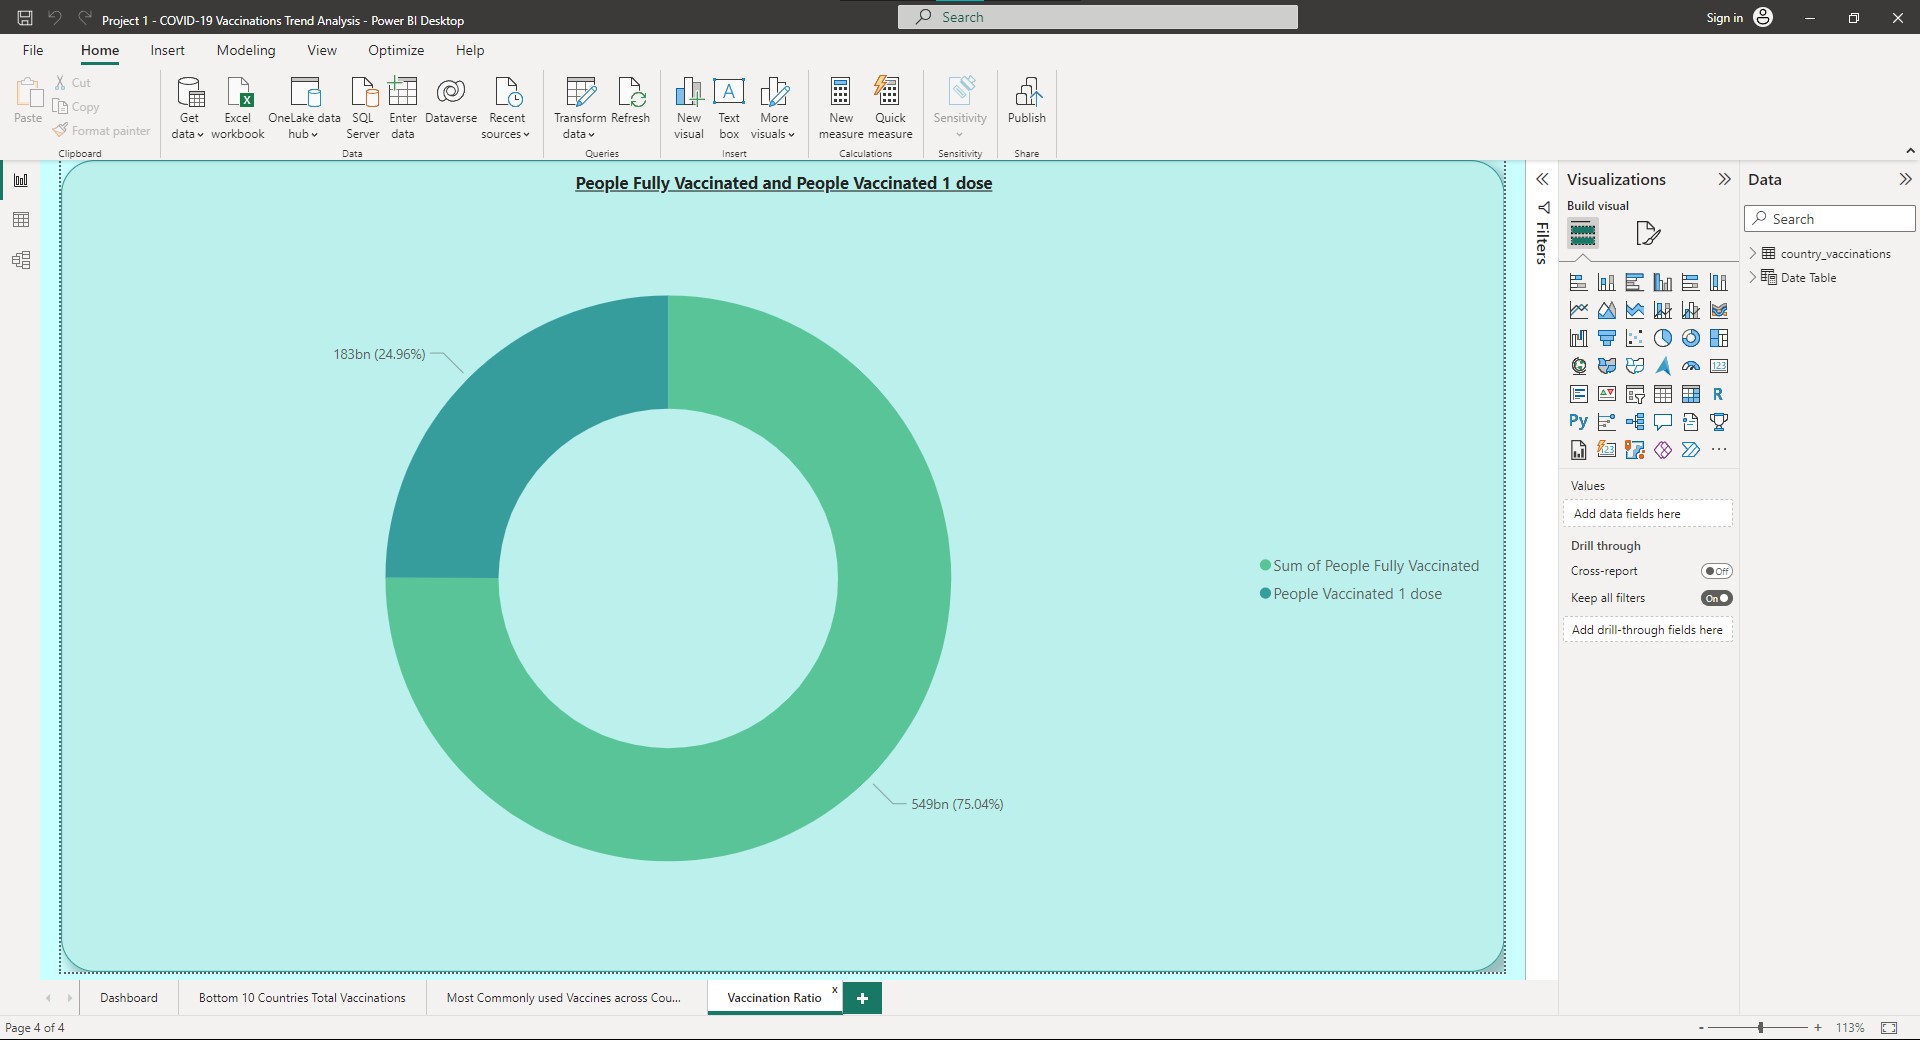 Project 1 - COVID-19 Vaccinations Trend Analysis - Power BI Desktop
Search
Sign in
File
Home
Insert
Modeling
View
Optimize
Help
Paste
Cut
Copy
Format painter
Clipboard
Get data
Excel workbook
OneLake data hub
SQL Server
Enter data
Dataverse
Recent sources
Data
Transform data
Refresh
Queries
New visual
Text box
More visuals
Insert
New measure
Quick measure
Calculations
Sensitivity
Sensitivity
Publish
Share
People Fully Vaccinated and People Vaccinated 1 dose
183bn (24.96%)
549bn (75.04%)
Sum of People Fully Vaccinated
People Vaccinated 1 dose
Filters
Visualizations
Build visual
123
R
Py
123
Values
Add data fields here
Drill through
Cross-report
Off
Keep all filters
On
Add drill-through fields here
Data
Search
country_vaccinations
Date Table
Dashboard
Bottom 10 Countries Total Vaccinations
Most Commonly used Vaccines across Cou...
Vaccination Ratio
x
Page 4 of 4
- + 113%